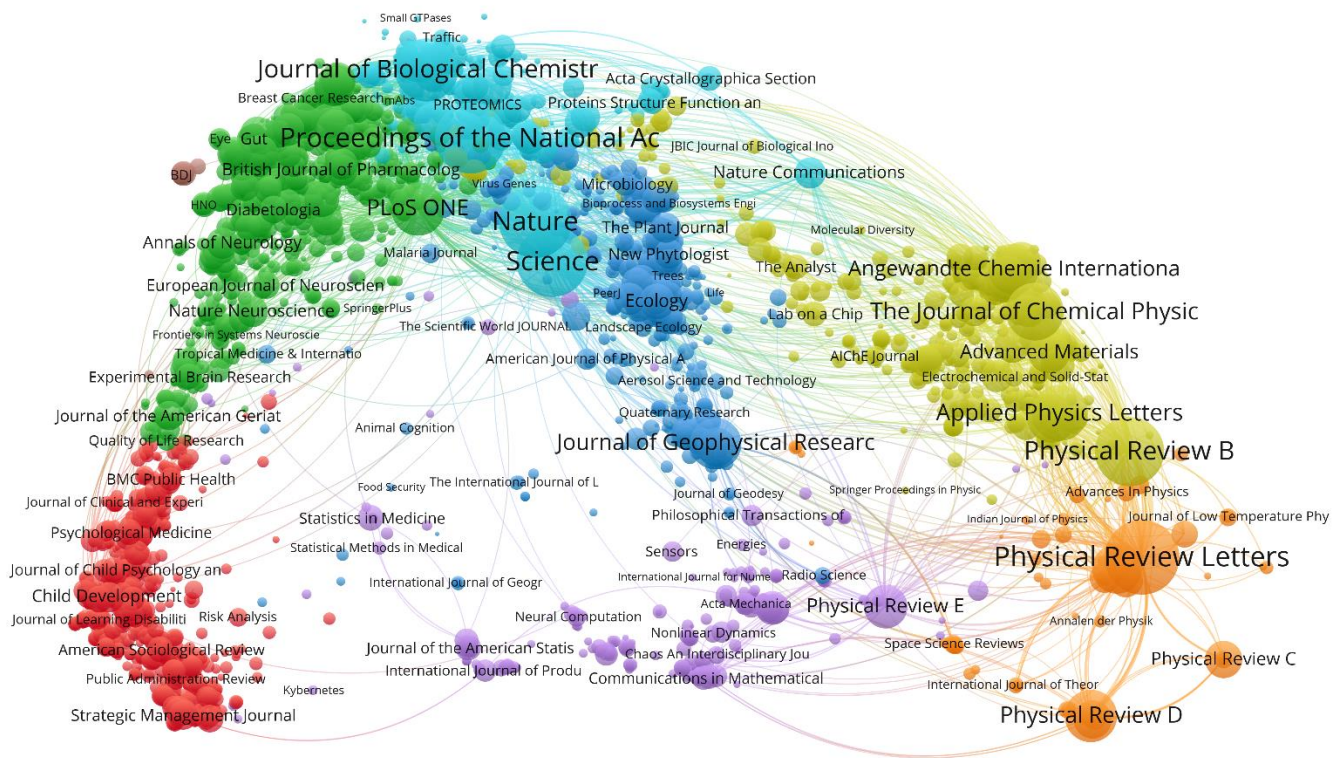 Small GTPases
Traffic
Journal of Biological Chemistr
Acta Crystallographica Section
Breast Cancer Research
mAbs
PROTEOMICS
Proteins Structure Function an
Eye
Gut
Proceedings of the National Ac
JBIC Journal of Biological Ino
BDJ
British Journal of Pharmacolog
Nature Communications
Virus Genes
Microbiology
Bioprocess and Biosystems Engi
HNO
Diabetologia
PLoS ONE
Nature
The Plant Journal
Molecular Diversity
Annals of Neurology
Malaria Journal
Science
New Phytologist
The Analyst
Angewandte Chemie Internationa
European Journal of Neuroscien
Trees
PeerJ
Ecology
Life
Nature Neuroscience
SpringerPlus
Lab on a Chip
The Journal of Chemical Physic
Frontiers in Systems Neuroscie
The Scientific World JOURNAL
Landscape Ecology
Tropical Medicine & Internatio
American Journal of Physical A
AIChE Journal
Advanced Materials
Experimental Brain Research
Aerosol Science and Technology
Electrochemical and Solid-Stat
Journal of the American Geriat
Quaternary Research
Applied Physics Letters
Animal Cognition
Quality of Life Research
Journal of Geophysical Researc
Physical Review B
BMC Public Health
Food Security
The International Journal of L
Journal of Geodesy
Springer Proceedings in Physic
Advances In Physics
Journal of Clinical and Experi
Statistics in Medicine
Philosophical Transactions of
Indian Journal of Physics
Journal of Low Temperature Phy
Psychological Medicine
Statistical Methods in Medical
Sensors
Energies
Physical Review Letters
Journal of Child Psychology an
International Journal of Geogr
International Journal for Nume
Radio Science
Child Development
Acta Mechanica
Physical Review E
Journal of Learning Disabiliti
Risk Analysis
Neural Computation
Annalen der Physik
American Sociological Review
Journal of the American Statis
Nonlinear Dynamics
Space Science Reviews
Chaos An Interdisciplinary Jou
Physical Review C
Public Administration Review
International Journal of Produ
Communications in Mathematical
International Journal of Theor
Kybernetes
Strategic Management Journal
Physical Review D